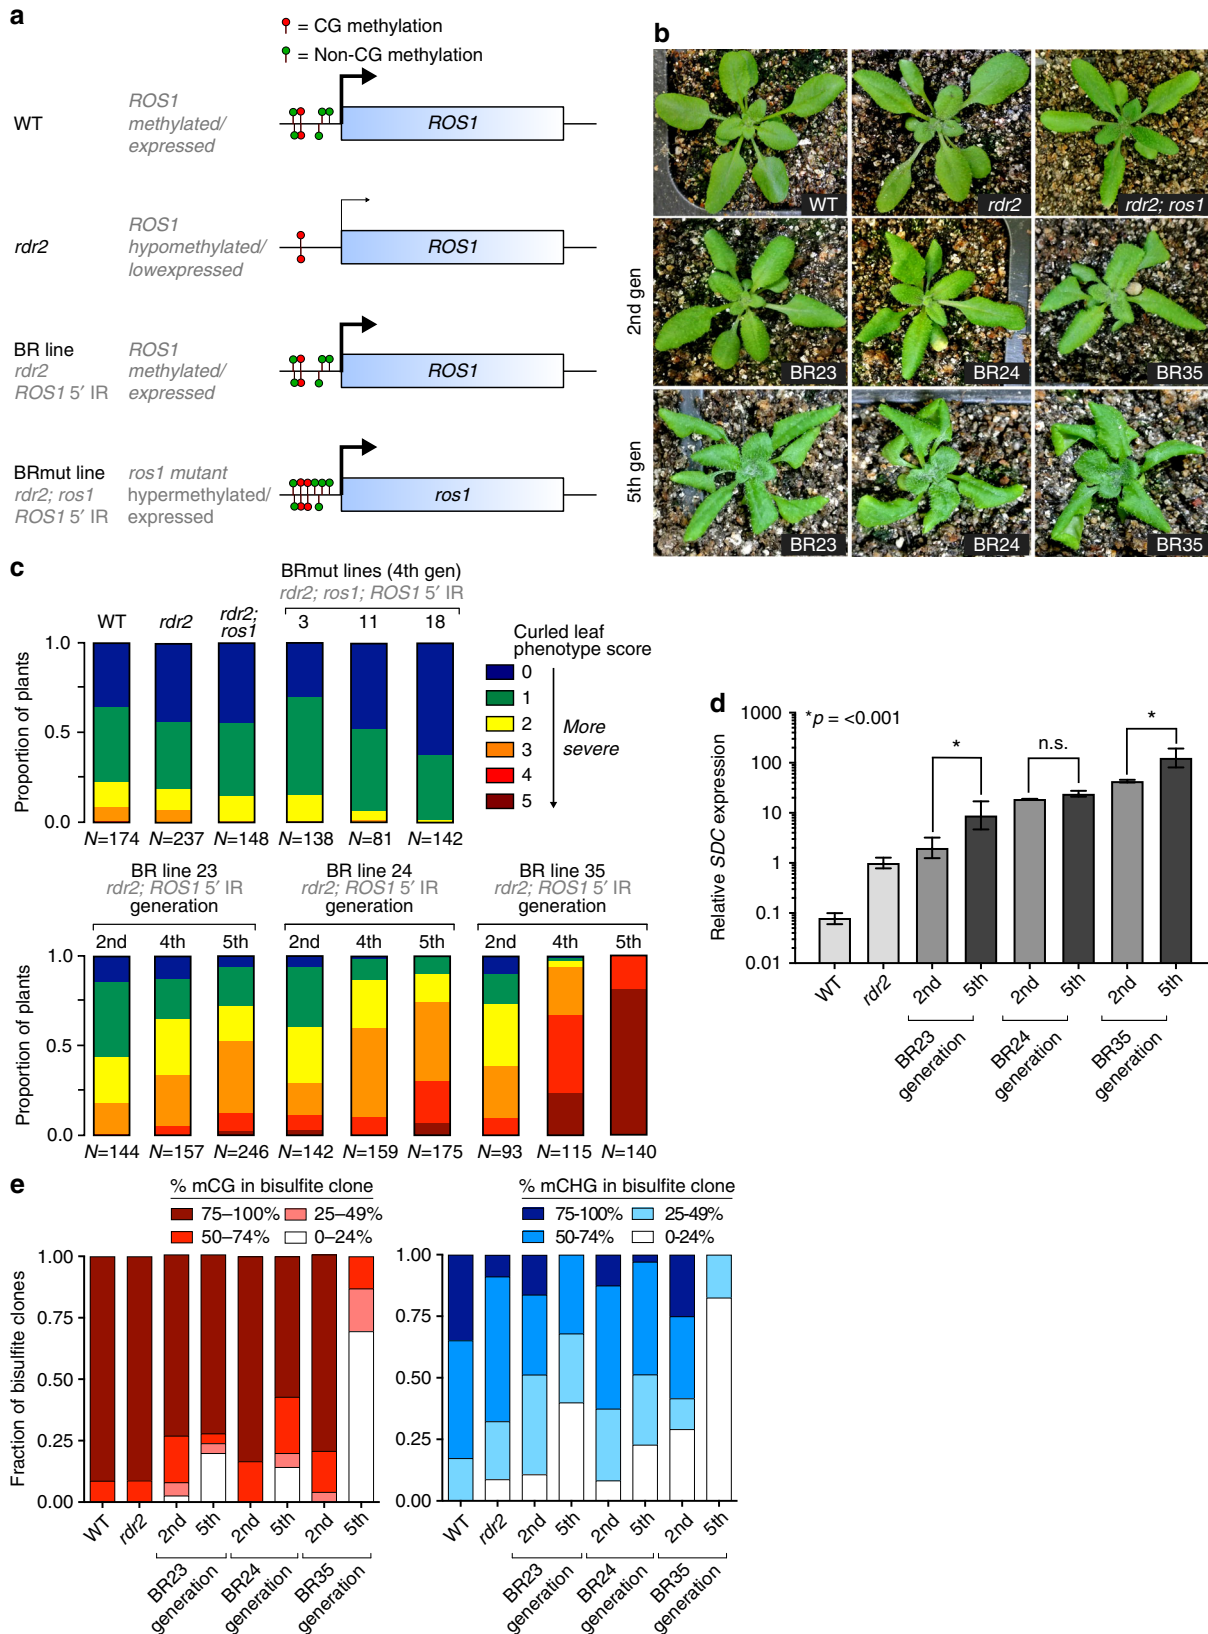 a
= CG methylation
= Non-CG methylation
WT
ROS1
methylated/
expressed
ROS1
rdr2
ROS1
hypomethylated/
lowexpressed
ROS1
BR line
rdr2
ROS1 5′ IR
ROS1
methylated/
expressed
ROS1
BRmut line
rdr2; ros1
ROS1 5′ IR
ros1 mutant
hypermethylated/
expressed
ros1
b
WT
rdr2
rdr2; ros1
2nd gen
BR23
BR24
BR35
5th gen
BR23
BR24
BR35
c
BRmut lines (4th gen)
rdr2; ros1; ROS1 5′ IR
WT
rdr2
rdr2;
ros1
3
11
18
Proportion of plants
1.0
0.5
0.0
N=174
N=237
N=148
N=138
N=81
N=142
Curled leaf
phenotype score
0
1
2
3
4
5
More
severe
BR line 23
rdr2; ROS1 5′ IR
generation
BR line 24
rdr2; ROS1 5′ IR
generation
BR line 35
rdr2; ROS1 5′ IR
generation
2nd
4th
5th
2nd
4th
5th
2nd
4th
5th
Proportion of plants
1.0
0.5
0.0
N=144
N=157
N=246
N=142
N=159
N=175
N=93
N=115
N=140
d
*p = <0.001
Relative SDC expression
1000
100
10
1
0.1
0.01
*
n.s.
*
WT
rdr2
2nd
5th
2nd
5th
2nd
5th
BR23
generation
BR24
generation
BR35
generation
e
% mCG in bisulfite clone
75–100%
25–49%
50–74%
0–24%
Fraction of bisulfite clones
1.00
0.75
0.50
0.25
0.00
WT
rdr2
2nd
5th
2nd
5th
2nd
5th
BR23
generation
BR24
generation
BR35
generation
% mCHG in bisulfite clone
75-100%
25-49%
50-74%
0-24%
1.00
0.75
0.50
0.25
0.00
WT
rdr2
2nd
5th
2nd
5th
2nd
5th
BR23
generation
BR24
generation
BR35
generation